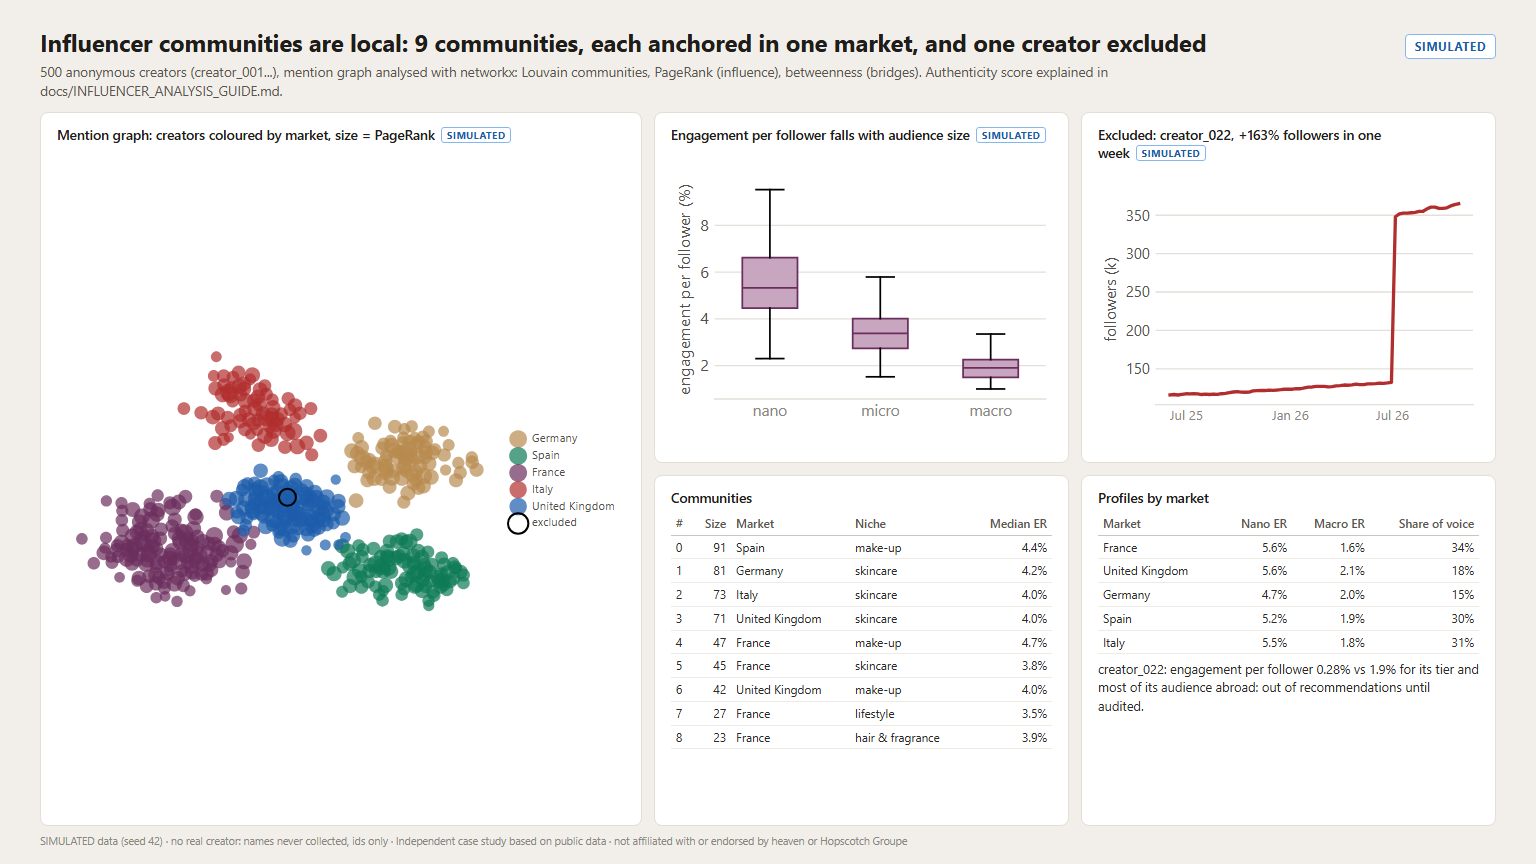 Influencer communities are local: 9 communities, each anchored in one market, and one creator excluded
SIMULATED
500 anonymous creators (creator_001...), mention graph analysed with networkx: Louvain communities, PageRank (influence), betweenness (bridges). Authenticity score explained in
docs/INFLUENCER_ANALYSIS_GUIDE.md.
Mention graph: creators coloured by market, size = PageRank SIMULATED
Germany
Spain
France
Italy
United Kingdom
excluded
Engagement per follower falls with audience size SIMULATED
engagement per follower (%)
8
6
4
2
nano micro macro
Excluded: creator_022, +163% followers in one
week SIMULATED
followers (k)
350
300
250
200
150
Jul 25 Jan 26 Jul 26
Communities
# Size Market Niche Median ER
0 91 Spain make-up 4.4%
1 81 Germany skincare 4.2%
2 73 Italy skincare 4.0%
3 71 United Kingdom skincare 4.0%
4 47 France make-up 4.7%
5 45 France skincare 3.8%
6 42 United Kingdom make-up 4.0%
7 27 France lifestyle 3.5%
8 23 France hair & fragrance 3.9%
Profiles by market
Market Nano ER Macro ER Share of voice
France 5.6% 1.6% 34%
United Kingdom 5.6% 2.1% 18%
Germany 4.7% 2.0% 15%
Spain 5.2% 1.9% 30%
Italy 5.5% 1.8% 31%
creator_022: engagement per follower 0.28% vs 1.9% for its tier and
most of its audience abroad: out of recommendations until
audited.
SIMULATED data (seed 42) · no real creator: names never collected, ids only · Independent case study based on public data · not affiliated with or endorsed by heaven or Hopscotch Groupe